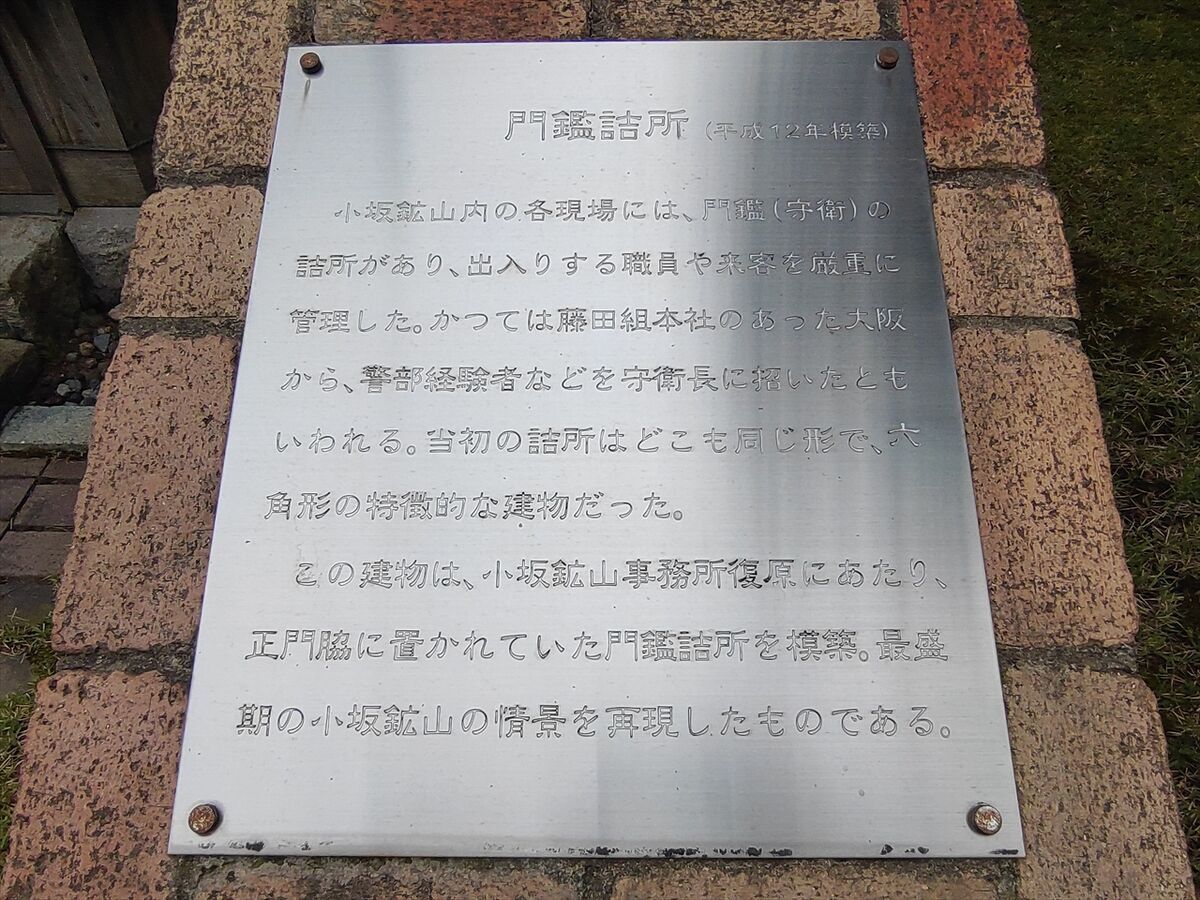 門鑑詰所 (平成12年模築)
小坂鉱山内の各現場には、門鑑(守衛)の
詰所があり、出入りする職員や来客を厳重に
管理した。かつては藤田組本社のあった大阪
から、警部経験者などを守衛長に招いたとも
いわれる。当初の詰所はどこも同じ形で、六
角形の特徴的な建物だった。
この建物は、小坂鉱山事務所復原にあたり、
正門脇に置かれていた門鑑詰所を模築。最盛
期の小坂鉱山の情景を再現したものである。